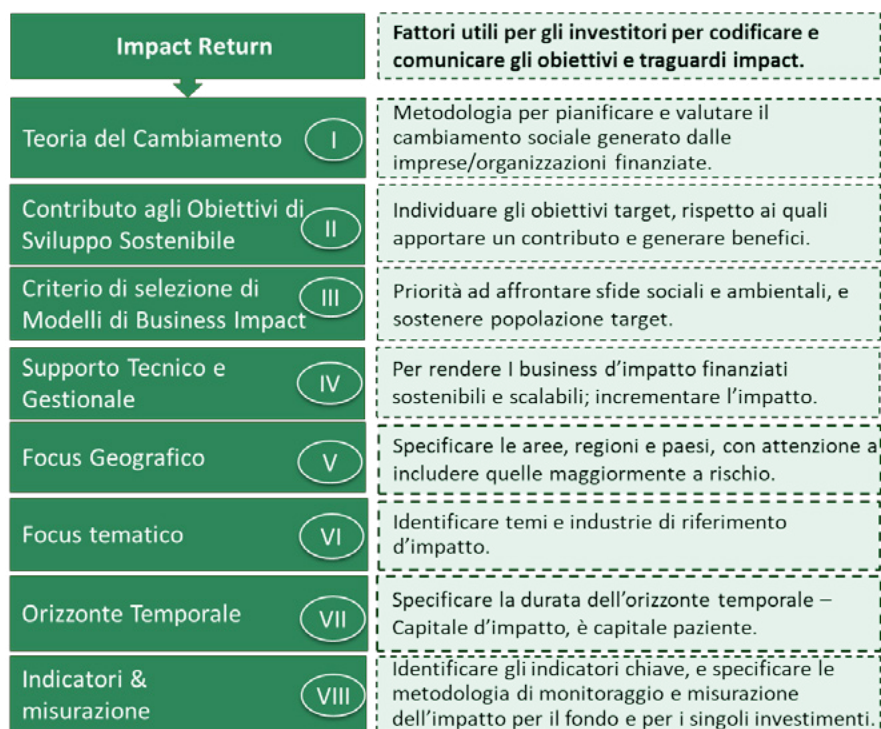 Impact Return
Fattori utili per gli investitori per codificare e
comunicare gli obiettivi e traguardi impact.
Teoria del Cambiamento
I
Metodologia per pianificare e valutare il
cambiamento sociale generato dalle
imprese/organizzazioni finanziate.
Contributo agli Obiettivi di
Sviluppo Sostenibile
II
Individuare gli obiettivi target, rispetto ai quali
apportare un contributo e generare benefici.
Criterio di selezione di
Modelli di Business Impact
III
Priorità ad affrontare sfide sociali e ambientali, e
sostenere popolazione target.
Supporto Tecnico e
Gestionale
IV
Per rendere I business d'impatto finanziati
sostenibili e scalabili; incrementare l'impatto.
Focus Geografico
V
Specificare le aree, regioni e paesi, con attenzione a
includere quelle maggiormente a rischio.
Focus tematico
VI
Identificare temi e industrie di riferimento
d'impatto.
Orizzonte Temporale
VII
Specificare la durata dell'orizzonte temporale –
Capitale d'impatto, è capitale paziente.
Indicatori &
misurazione
VIII
Identificare gli indicatori chiave, e specificare le
metodologia di monitoraggio e misurazione
dell'impatto per il fondo e per i singoli investimenti.